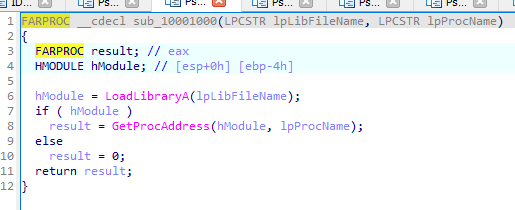 ID...
Ps...
Ps...
Ps...
Ps...
Ps...
1 FARPROC __cdecl sub_10001000(LPCSTR lpLibFileName, LPCSTR lpProcName)
2 {
3 FARPROC result; // eax
4 HMODULE hModule; // [esp+0h] [ebp-4h]
5
6 hModule = LoadLibraryA(lpLibFileName);
7 if ( hModule )
8 result = GetProcAddress(hModule, lpProcName);
9 else
10 result = 0;
11 return result;
12 }